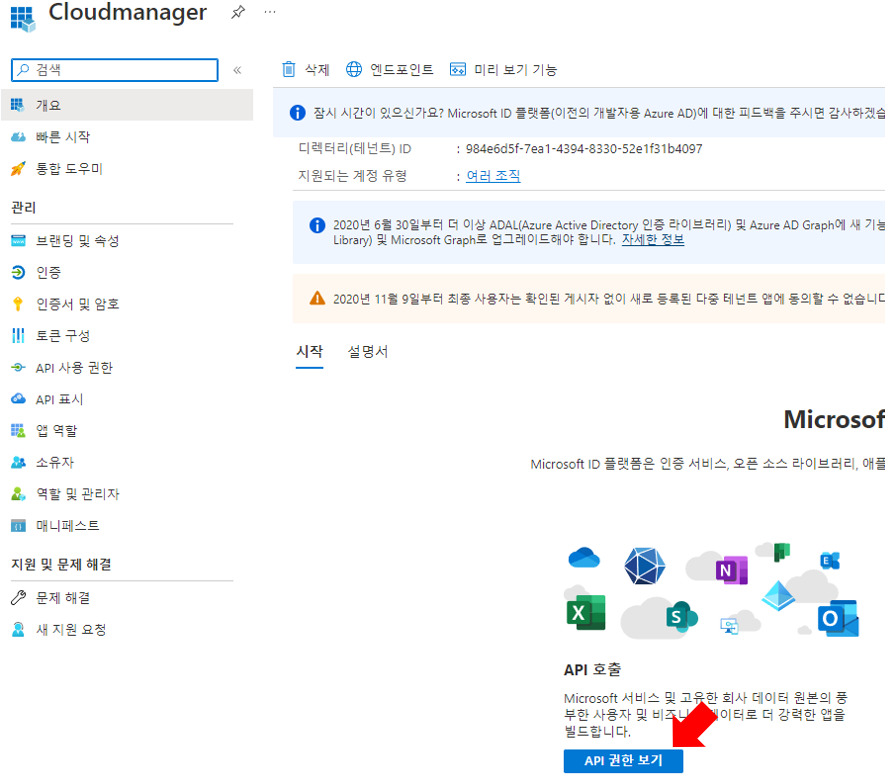 Cloudmanager
검색
삭제
엔드포인트
미리 보기 기능
개요
빠른 시작
통합 도우미
관리
브랜딩 및 속성
인증
인증서 및 암호
토큰 구성
API 사용 권한
API 표시
앱 역할
소유자
역할 및 관리자
매니페스트
지원 및 문제 해결
문제 해결
새 지원 요청
잠시 시간이 있으신가요? Microsoft ID 플랫폼(이전의 개발자용 Azure AD)에 대한 피드백을 주시면 감사하겠습
디렉터리(테넌트) ID : 984e6d5f-7ea1-4394-8330-52e1f31b4097
지원되는 계정 유형 : 여러 조직
2020년 6월 30일부터 더 이상 ADAL(Azure Active Directory 인증 라이브러리) 및 Azure AD Graph에 새 기능
Library) 및 Microsoft Graph로 업그레이드해야 합니다. 자세한 정보
2020년 11월 9일부터 최종 사용자는 확인된 게시자 없이 새로 등록된 다중 테넌트 앱에 동의할 수 없습니다
시작
설명서
Microsof
Microsoft ID 플랫폼은 인증 서비스, 오픈 소스 라이브러리, 애플
N
E
X
S
O
API 호출
Microsoft 서비스 및 고유한 회사 데이터 원본의 풍
부한 사용자 및 데이터로 더 강력한 앱을
빌드합니다.
API 권한 보기